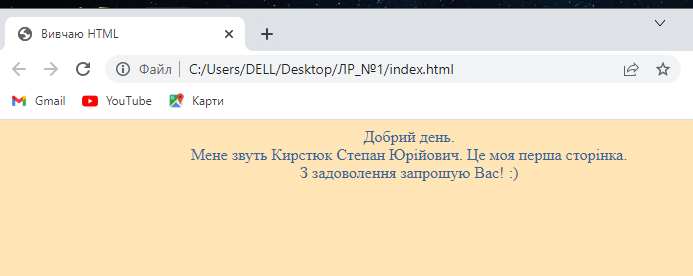 Вивчаю HTML
Файл
C:/Users/DELL/Desktop/ЛР_№1/index.html
Gmail
YouTube
Карти
Добрий день.
Мене звуть Кирстюк Степан Юрійович. Це моя перша сторінка.
З задоволення запрошую Вас! :)